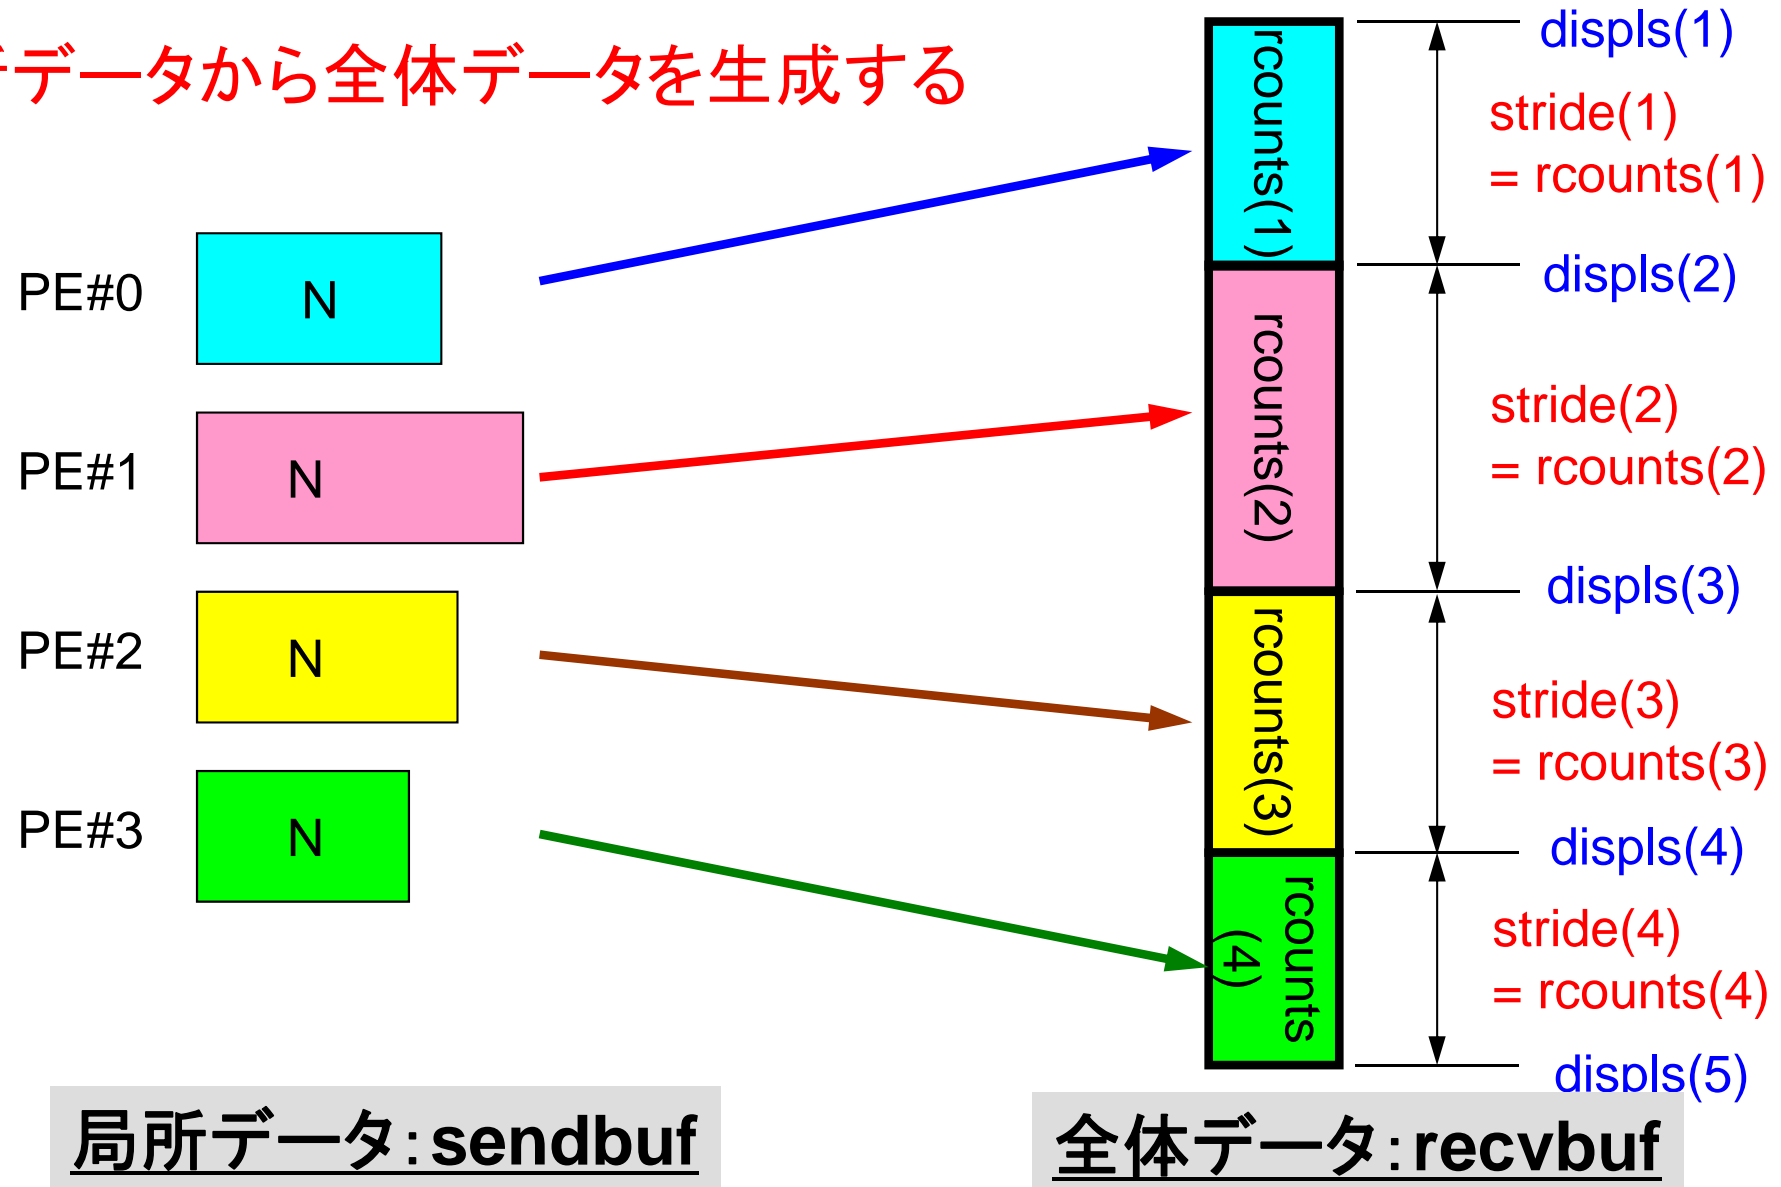 データから全体データを生成する
PE#0
N
PE#1
N
PE#2
N
PE#3
N
局所データ:sendbuf
rcounts(1)
rcounts(2)
rcounts(3)
rcounts
(4)
displs(1)
stride(1)
= rcounts(1)
displs(2)
stride(2)
= rcounts(2)
displs(3)
stride(3)
= rcounts(3)
displs(4)
stride(4)
= rcounts(4)
displs(5)
全体データ:recvbuf